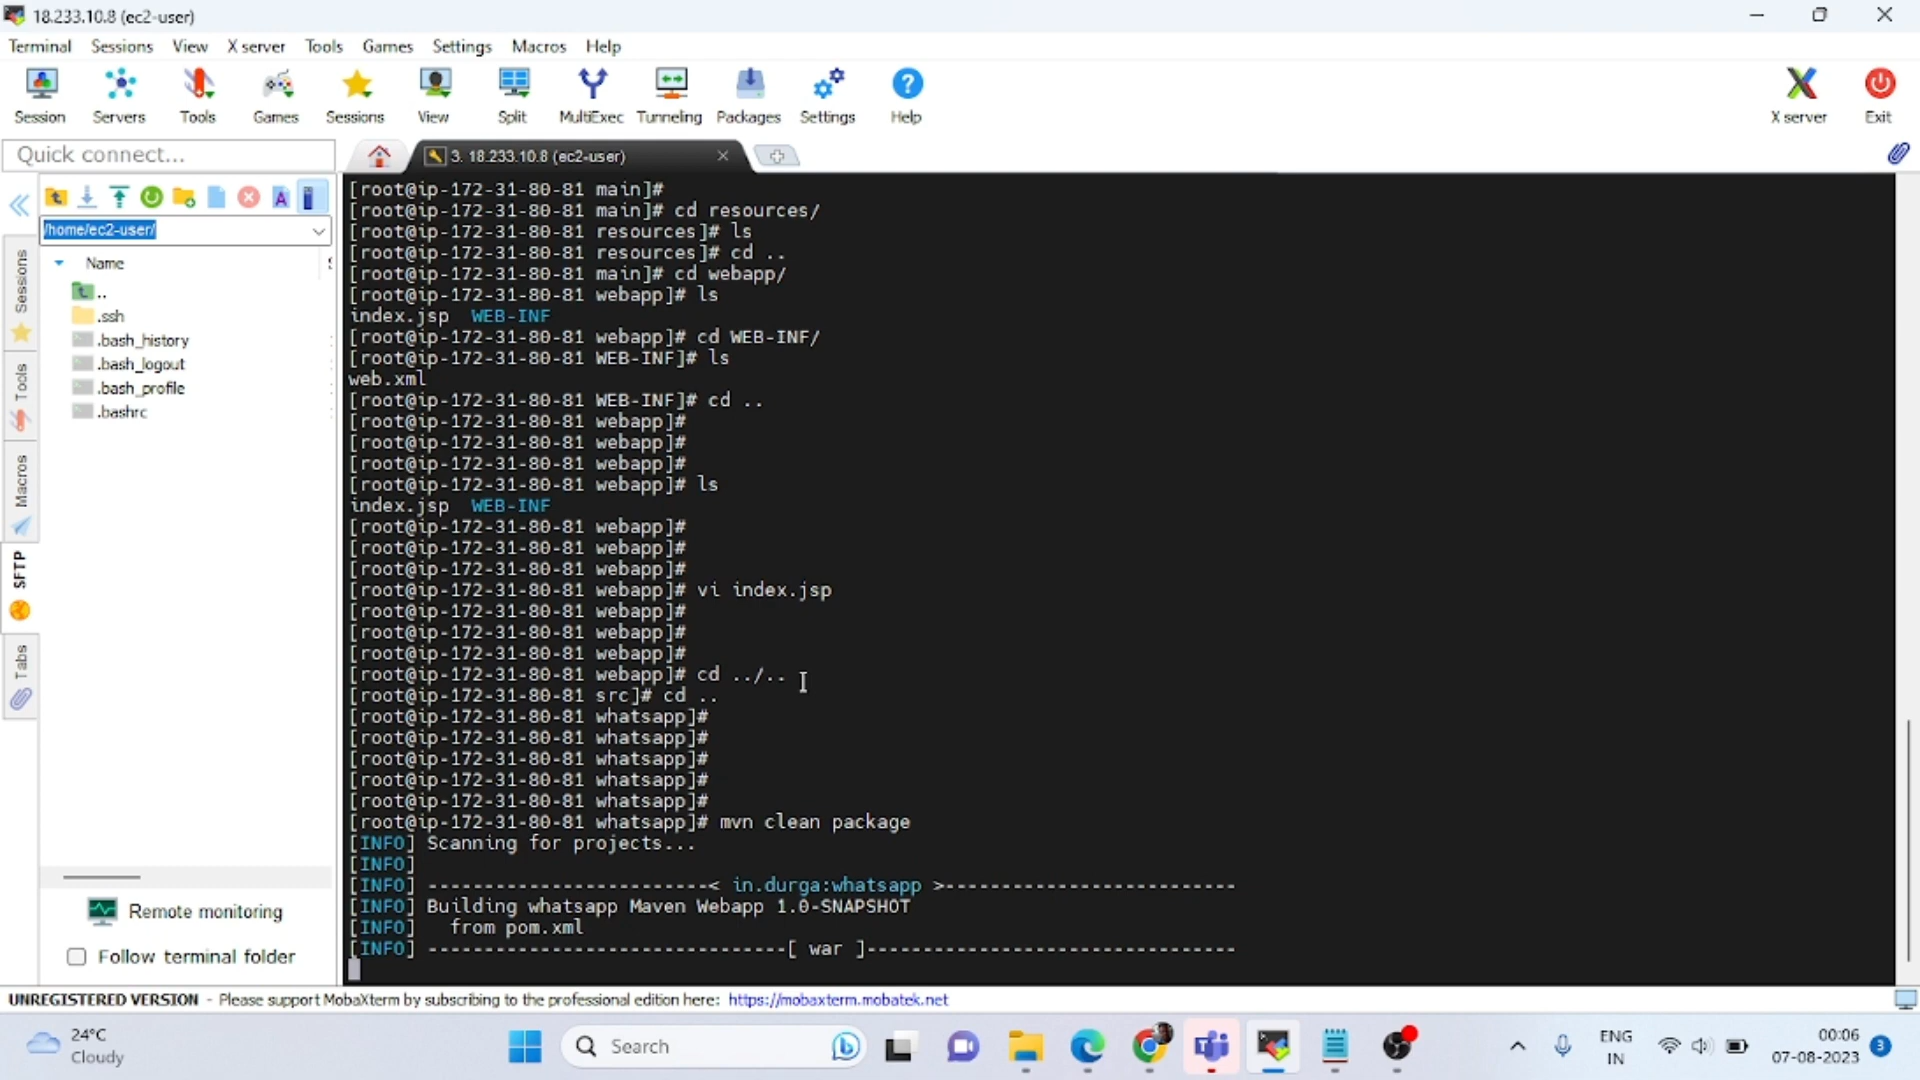 18.233.10.8 (ec2-user)
Terminal Sessions View X server Tools Games Settings Macros Help
Session Servers Tools Games Sessions View Split MultiExec Tunneling Packages Settings Help X server Exit
Quick connect...
3. 18.233.10.8 (ec2-user)
/home/ec2-user/
Name
..
.ssh
.bash_history
.bash_logout
.bash_profile
.bashrc
Sessions
Tools
Macros
SFTP
Tabs
Remote monitoring
Follow terminal folder
[root@ip-172-31-80-81 main]#
[root@ip-172-31-80-81 main]# cd resources/
[root@ip-172-31-80-81 resources]# ls
[root@ip-172-31-80-81 resources]# cd ..
[root@ip-172-31-80-81 main]# cd webapp/
[root@ip-172-31-80-81 webapp]# ls
index.jsp WEB-INF
[root@ip-172-31-80-81 webapp]# cd WEB-INF/
[root@ip-172-31-80-81 WEB-INF]# ls
web.xml
[root@ip-172-31-80-81 WEB-INF]# cd ..
[root@ip-172-31-80-81 webapp]#
[root@ip-172-31-80-81 webapp]#
[root@ip-172-31-80-81 webapp]#
[root@ip-172-31-80-81 webapp]# ls
index.jsp WEB-INF
[root@ip-172-31-80-81 webapp]#
[root@ip-172-31-80-81 webapp]#
[root@ip-172-31-80-81 webapp]#
[root@ip-172-31-80-81 webapp]# vi index.jsp
[root@ip-172-31-80-81 webapp]#
[root@ip-172-31-80-81 webapp]#
[root@ip-172-31-80-81 webapp]#
[root@ip-172-31-80-81 webapp]# cd ../..
[root@ip-172-31-80-81 src]# cd ..
[root@ip-172-31-80-81 whatsapp]#
[root@ip-172-31-80-81 whatsapp]#
[root@ip-172-31-80-81 whatsapp]#
[root@ip-172-31-80-81 whatsapp]#
[root@ip-172-31-80-81 whatsapp]#
[root@ip-172-31-80-81 whatsapp]# mvn clean package
[INFO] Scanning for projects...
[INFO]
[INFO] -------------------------< in.durga:whatsapp >--------------------------
[INFO] Building whatsapp Maven Webapp 1.0-SNAPSHOT
[INFO]   from pom.xml
[INFO] --------------------------------[ war ]---------------------------------
UNREGISTERED VERSION - Please support MobaXterm by subscribing to the professional edition here: https://mobaxterm.mobatek.net
24°C
Cloudy
Search
ENG
IN
00:06
07-08-2023
3